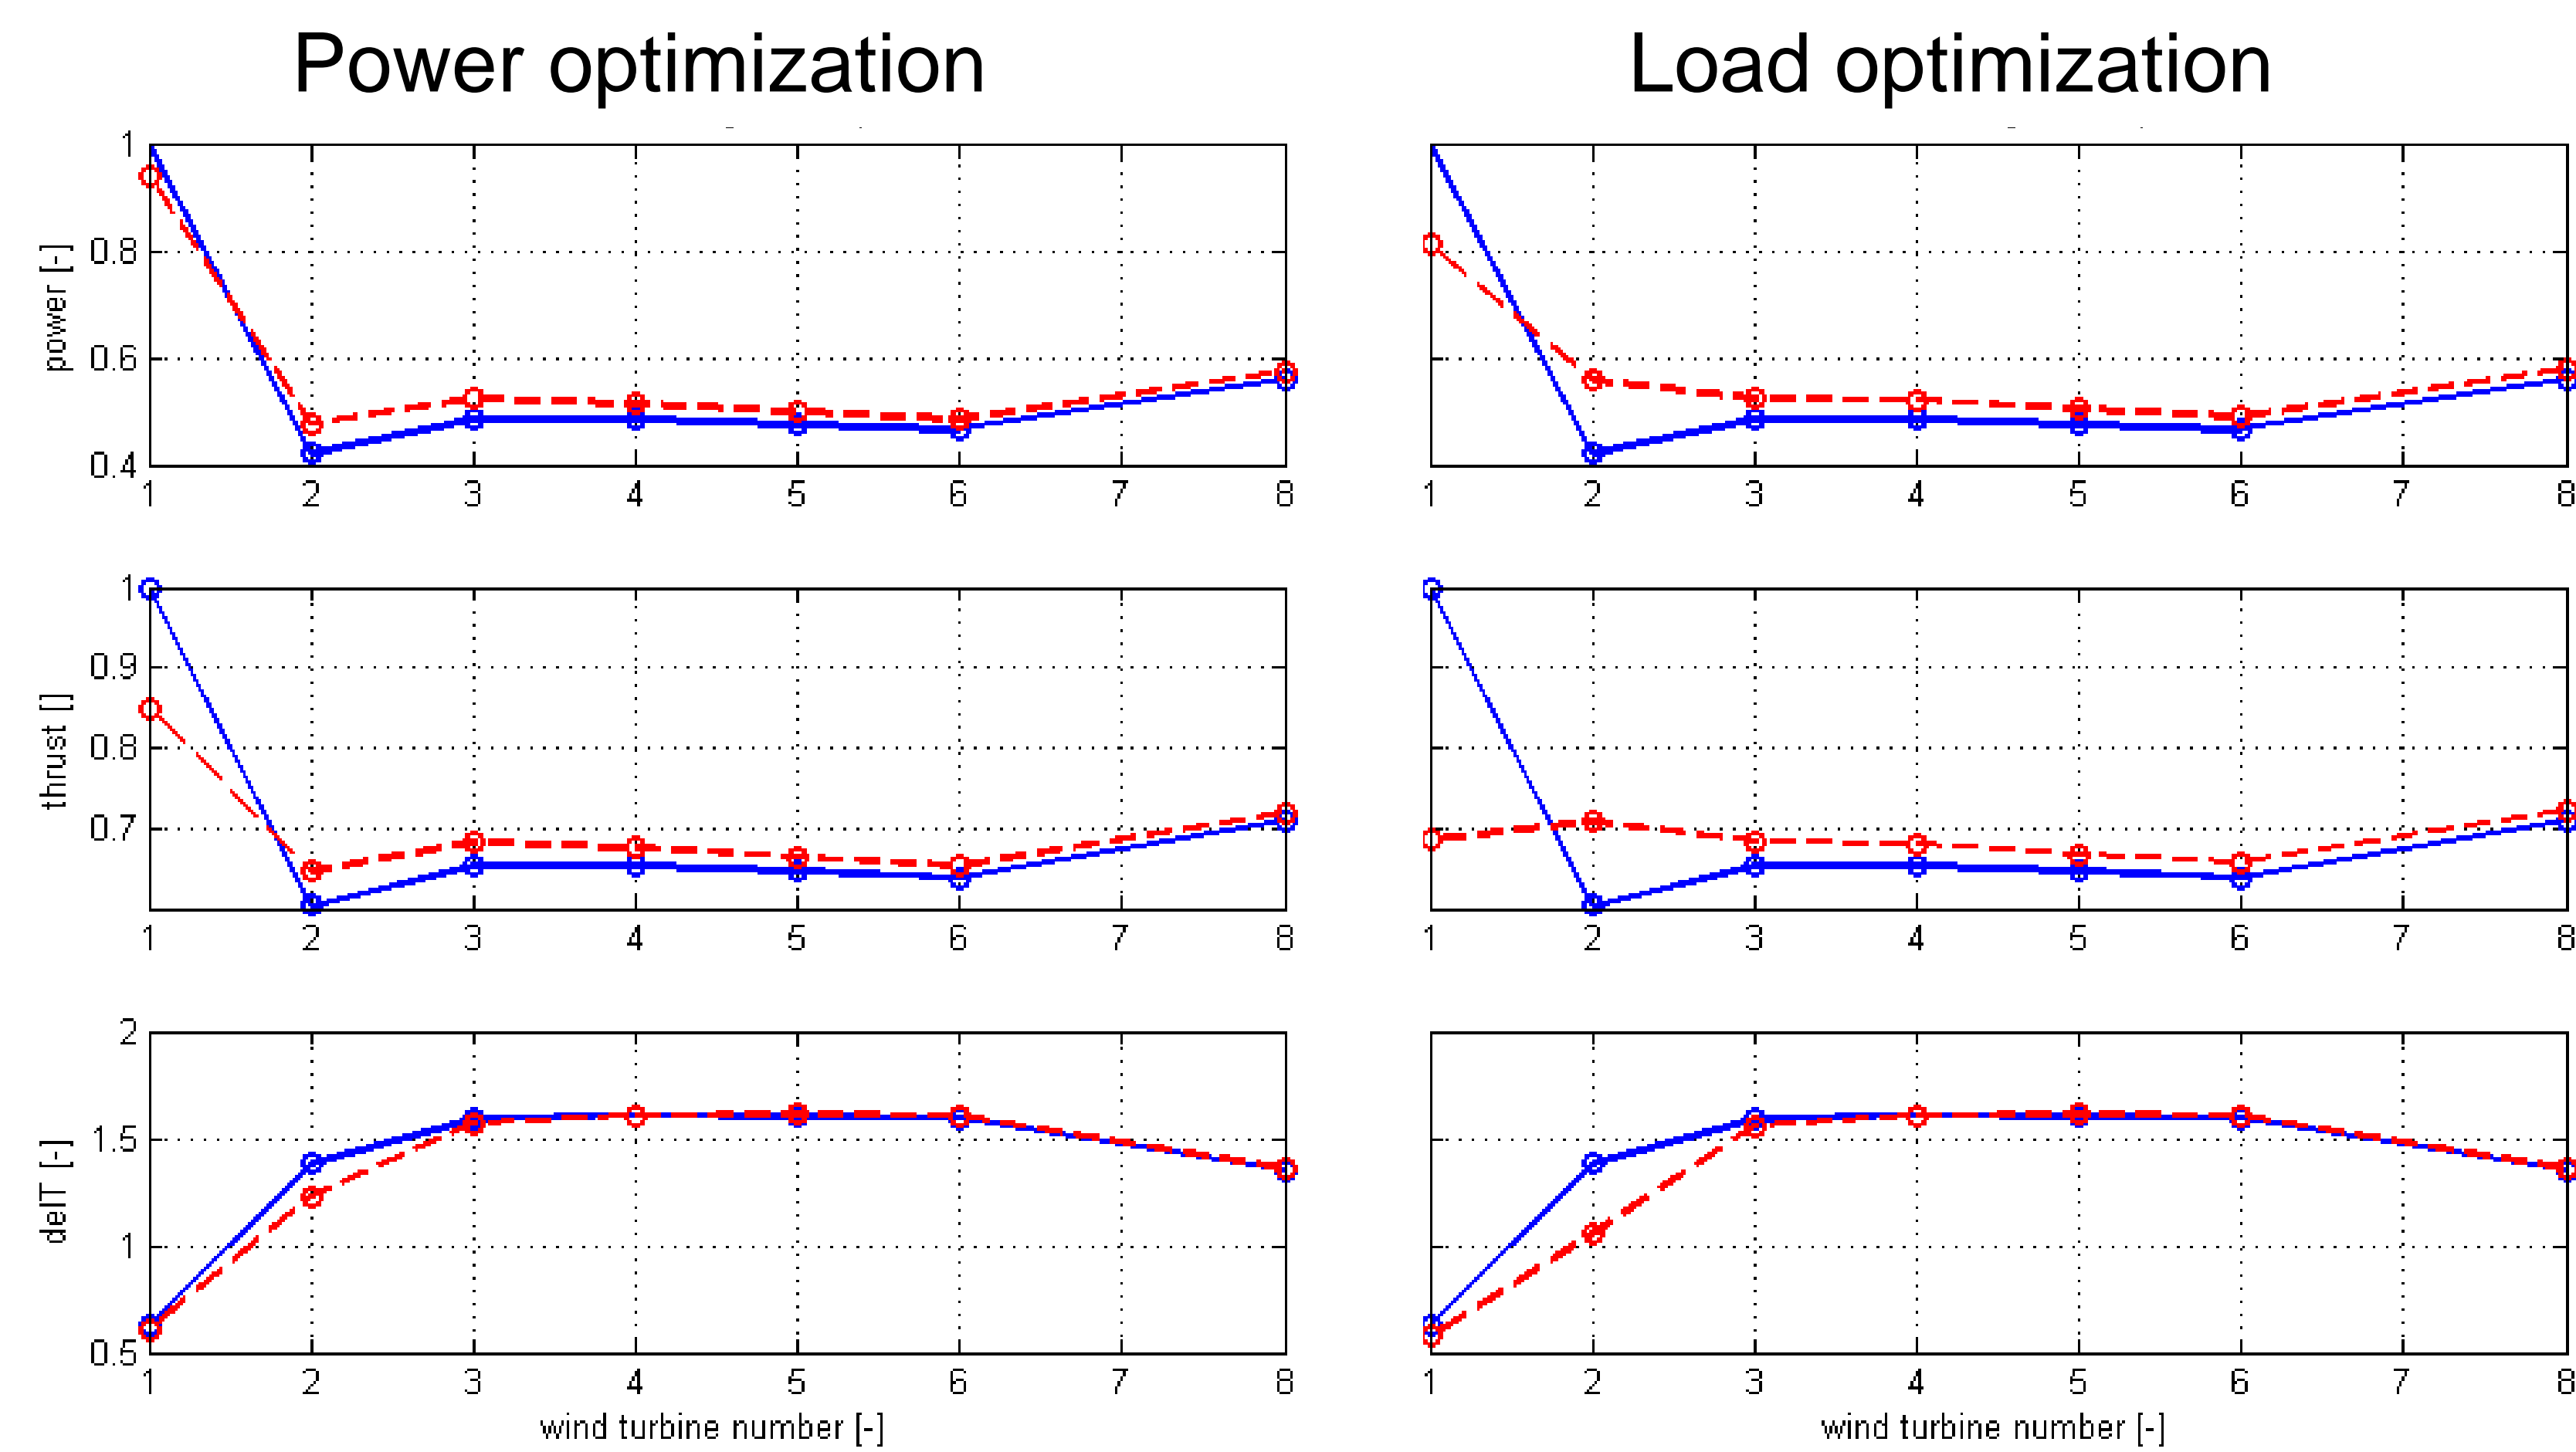 Power optimization
Load optimization
1
0.8
0.6
0.4
power [-]
1 2 3 4 5 6 7 8
1 2 3 4 5 6 7 8
1
0.9
0.8
0.7
thrust []
1 2 3 4 5 6 7 8
1 2 3 4 5 6 7 8
2
1.5
1
0.5
delT [-]
1 2 3 4 5 6 7 8
1 2 3 4 5 6 7 8
wind turbine number [-]
wind turbine number [-]